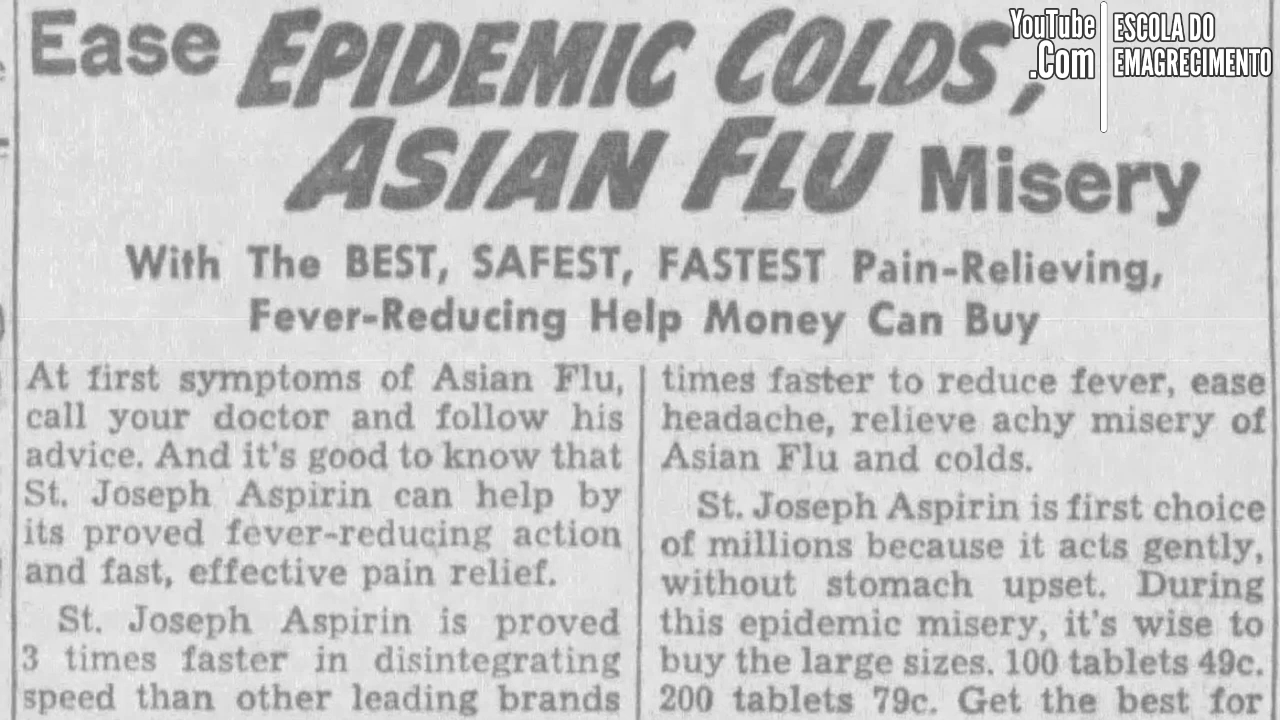 Ease EPIDEMIC COLDS,
ASIAN FLU Misery
YouTube
.Com
ESCOLA DO
EMAGRECIMENTO
With The BEST, SAFEST, FASTEST Pain-Relieving,
Fever-Reducing Help Money Can Buy
At first symptoms of Asian Flu,
call your doctor and follow his
advice. And it's good to know that
St. Joseph Aspirin can help by
its proved fever-reducing action
and fast, effective pain relief.
St. Joseph Aspirin is proved
3 times faster in disintegrating
speed than other leading brands
times faster to reduce fever, ease
headache, relieve achy misery of
Asian Flu and colds.
St. Joseph Aspirin is first choice
of millions because it acts gently,
without stomach upset. During
this epidemic misery, it's wise to
buy the large sizes. 100 tablets 49c.
200 tablets 79c. Get the best for